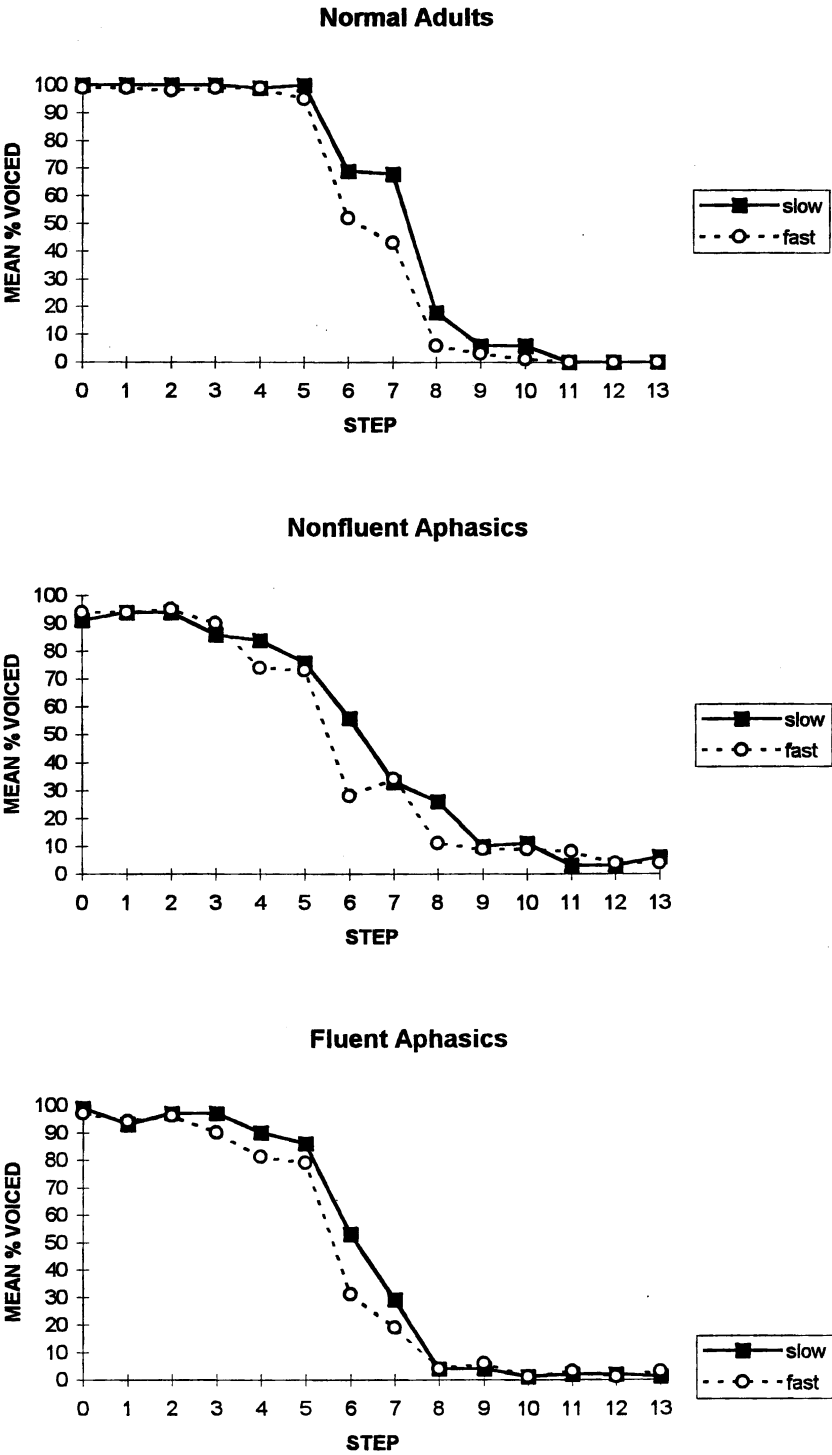 Normal Adults
MEAN % VOICED
100
90
80
70
60
50
40
30
20
10
0
0 1 2 3 4 5 6 7 8 9 10 11 12 13
STEP
slow
fast
Nonfluent Aphasics
MEAN % VOICED
100
90
80
70
60
50
40
30
20
10
0
0 1 2 3 4 5 6 7 8 9 10 11 12 13
STEP
slow
fast
Fluent Aphasics
MEAN % VOICED
100
90
80
70
60
50
40
30
20
10
0
0 1 2 3 4 5 6 7 8 9 10 11 12 13
STEP
slow
fast